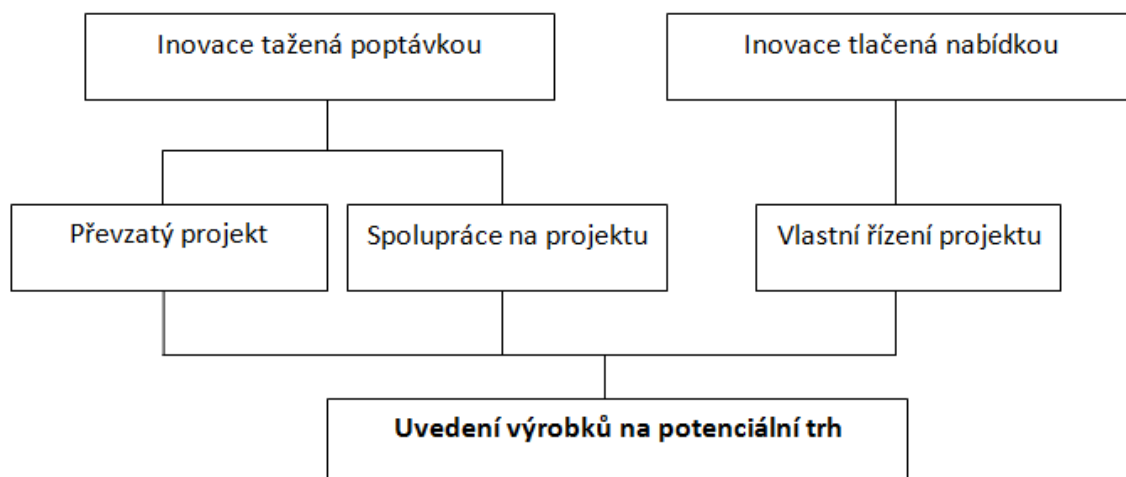 Inovace tažená poptávkou
Inovace tlačená nabídkou
Převzatý projekt
Spolupráce na projektu
Vlastní řízení projektu
Uvedení výrobků na potenciální trh